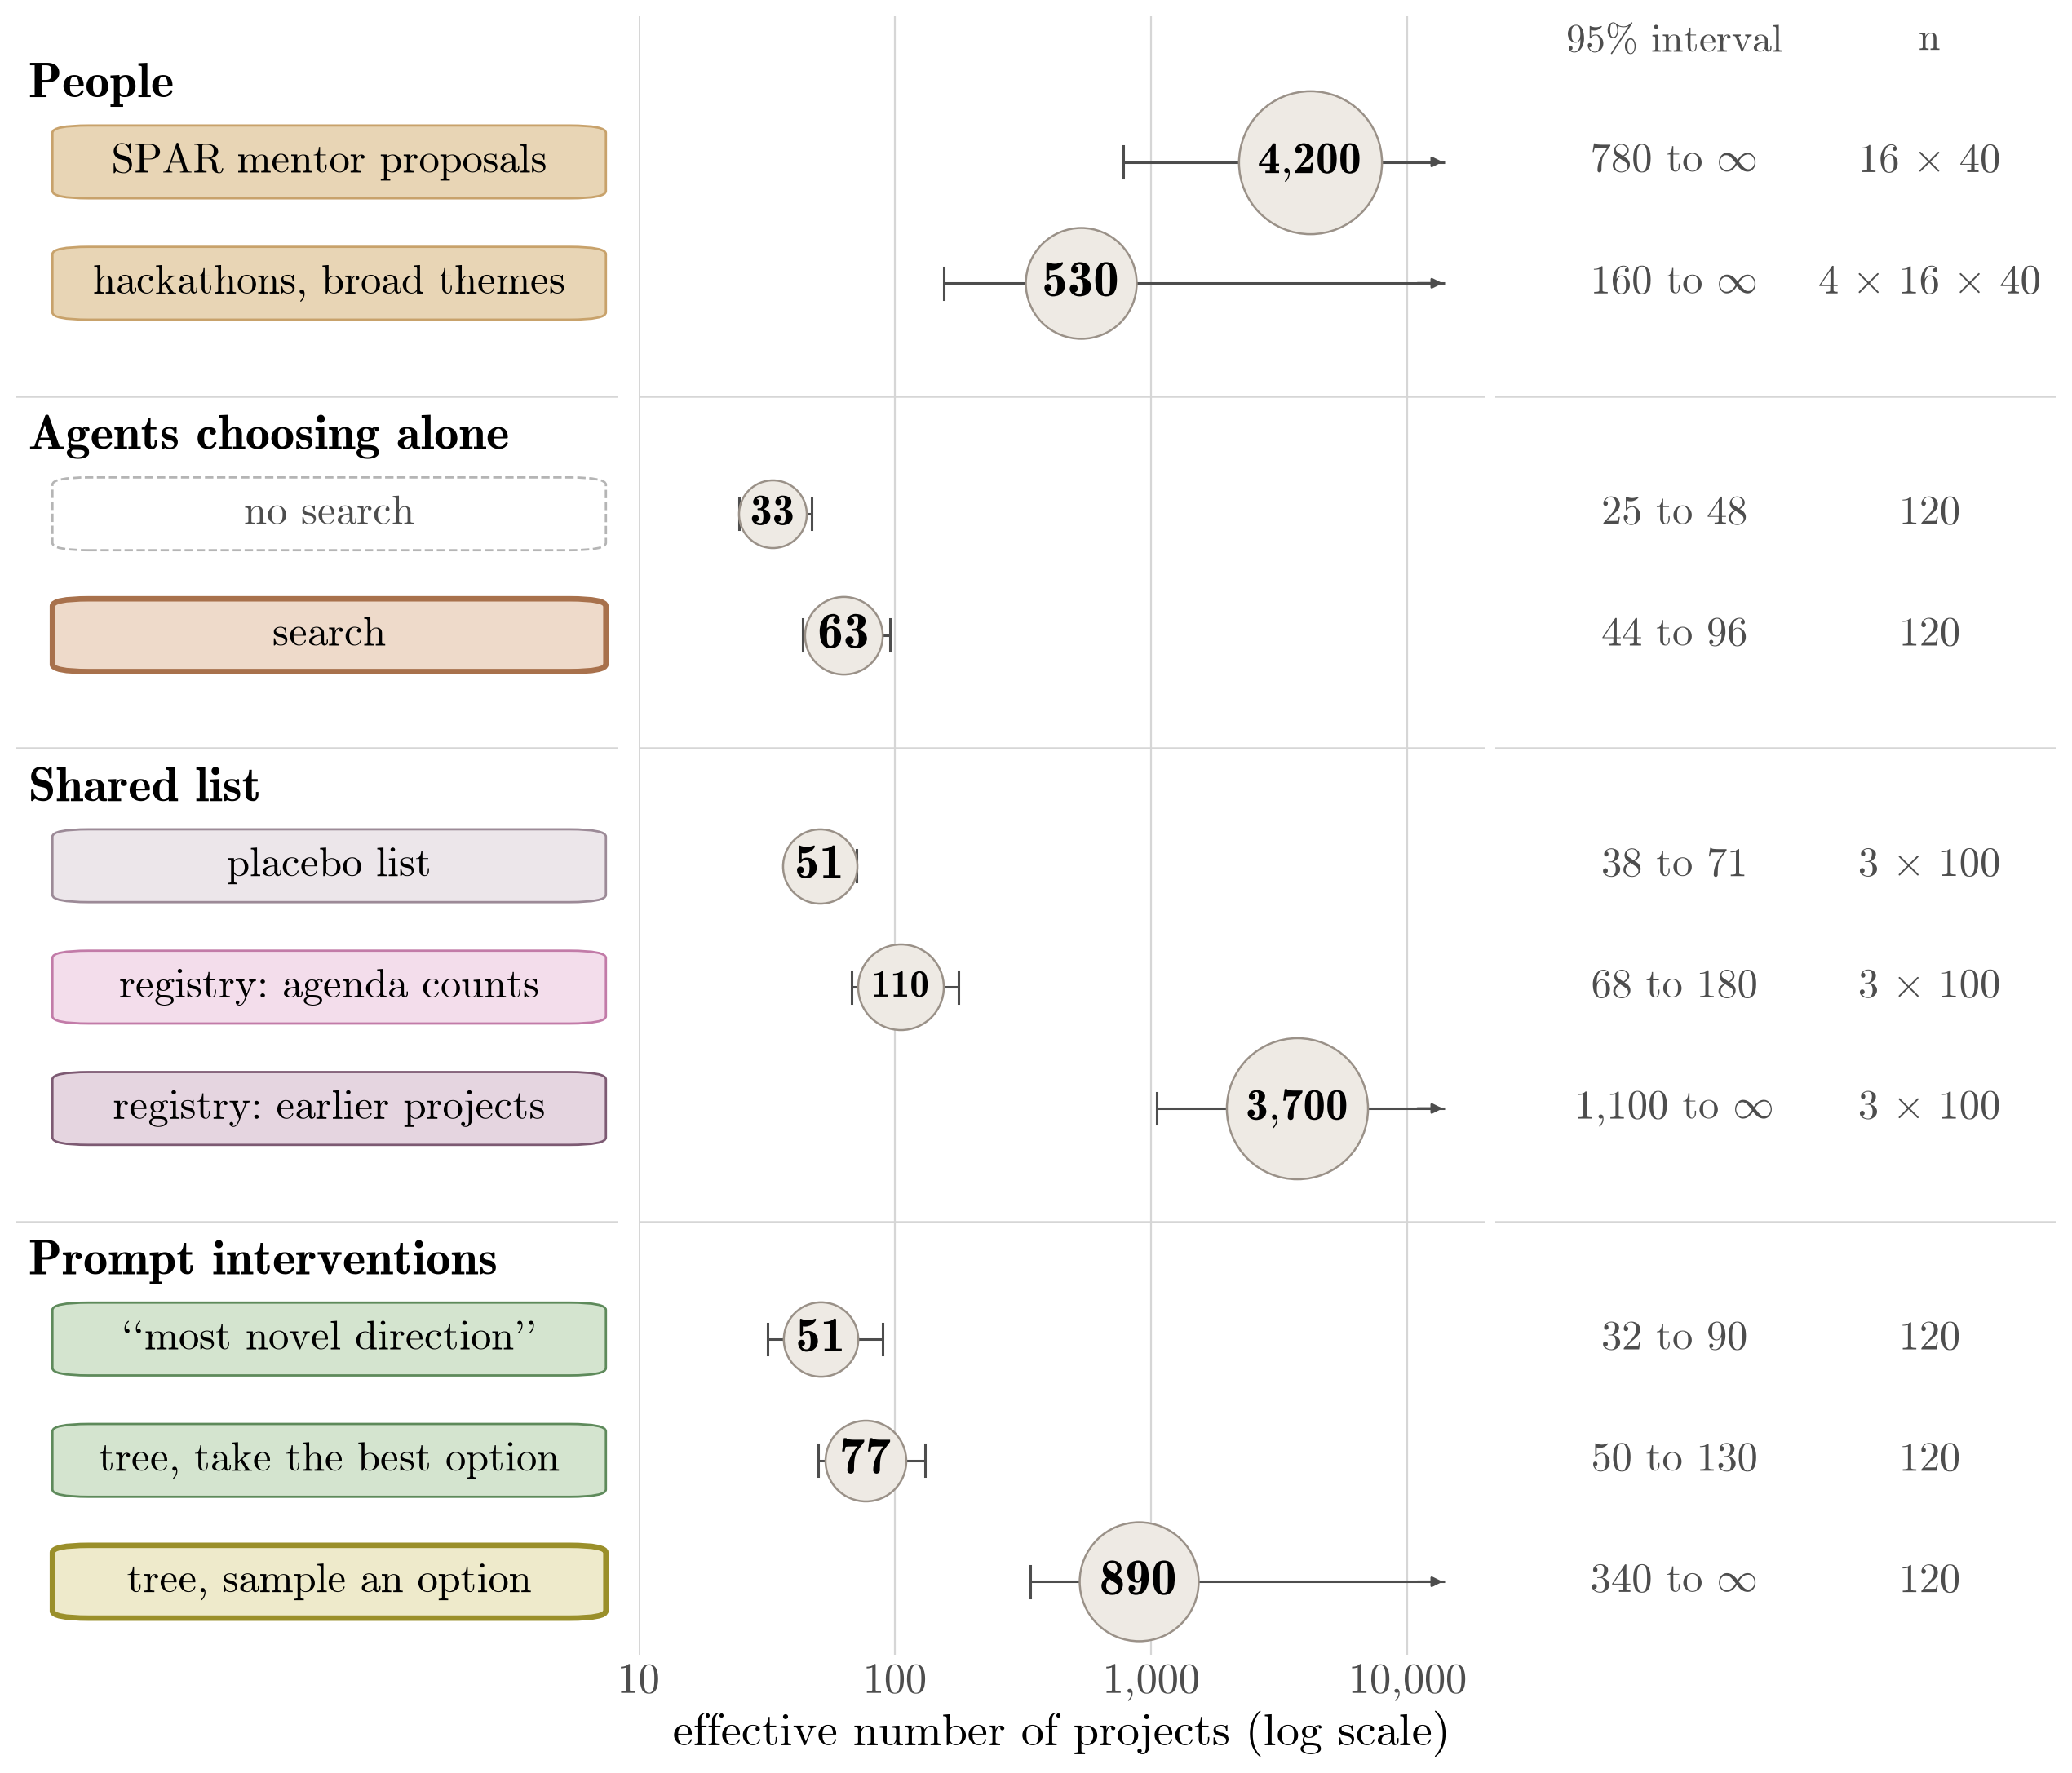 95% interval n
People
SPAR mentor proposals 4,200 780 to ∞ 16 × 40
hackathons, broad themes 530 160 to ∞ 4 × 16 × 40
Agents choosing alone
no search 33 25 to 48 120
search 63 44 to 96 120
Shared list
placebo list 51 38 to 71 3 × 100
registry: agenda counts 110 68 to 180 3 × 100
registry: earlier projects 3,700 1,100 to ∞ 3 × 100
Prompt interventions
“most novel direction” 51 32 to 90 120
tree, take the best option 77 50 to 130 120
tree, sample an option 890 340 to ∞ 120
10 100 1,000 10,000
effective number of projects (log scale)